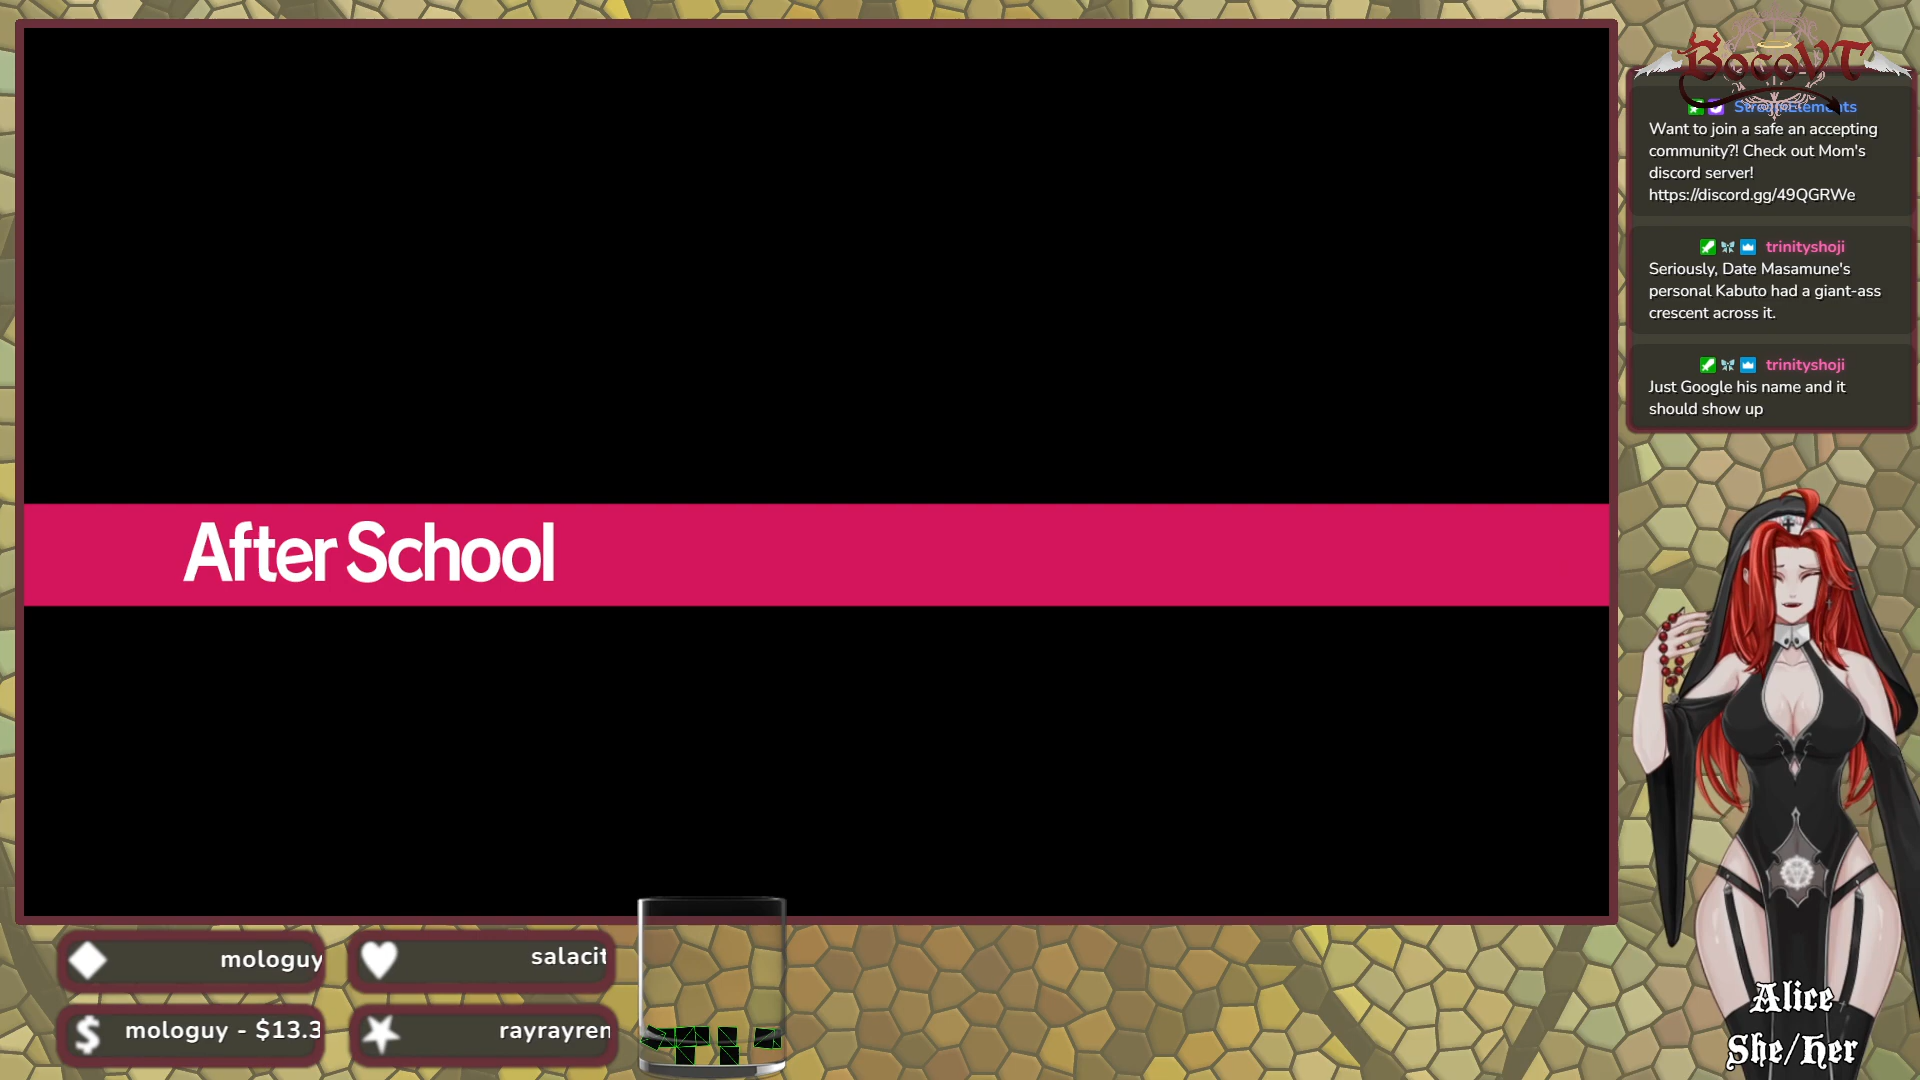 BocoVT
StreamElements
Want to join a safe an accepting
community?! Check out Mom's
discord server!
https://discord.gg/49QGRWe
trinityshoji
Seriously, Date Masamune's
personal Kabuto had a giant-ass
crescent across it.
trinityshoji
Just Google his name and it
should show up
After School
mologuy
salacit
mologuy - $13.3
rayrayren
Alice
She/Her